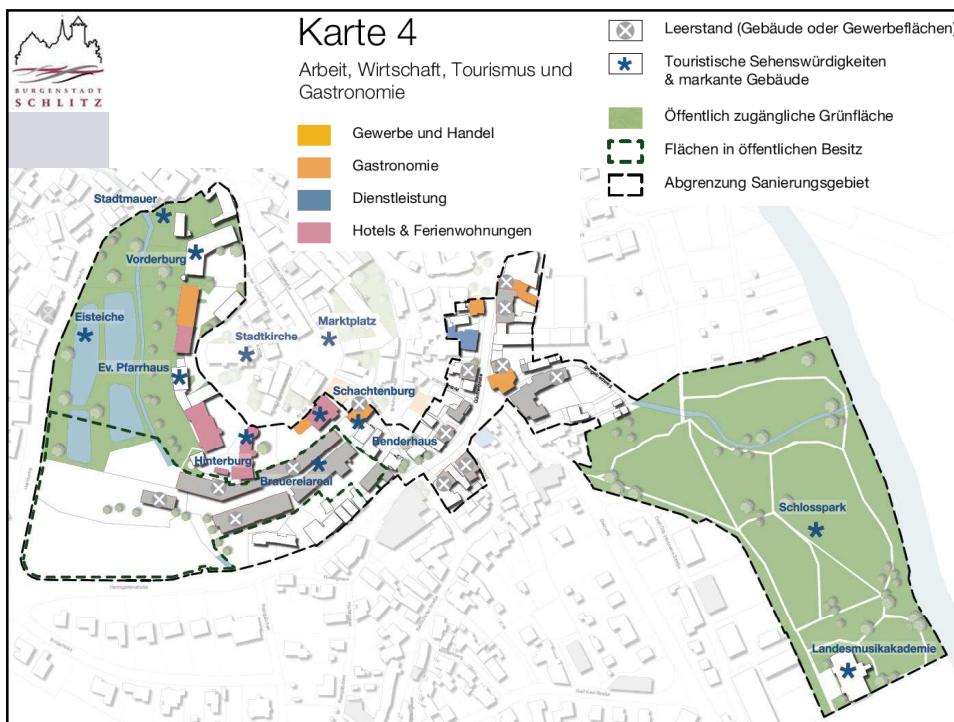 BURGENSTADT
SCHLITZ
Karte 4
Arbeit, Wirtschaft, Tourismus und
Gastronomie
Gewerbe und Handel
Gastronomie
Dienstleistung
Hotels & Ferienwohnungen
Leerstand (Gebäude oder Gewerbeflächen)
Touristische Sehenswürdigkeiten
& markante Gebäude
Öffentlich zugängliche Grünfläche
Flächen in öffentlichen Besitz
Abgrenzung Sanierungsgebiet
Stadtmauer
Vorderburg
Eisteiche
Marktplatz
Stadtkirche
Ev. Pfarrhaus
Schachtenburg
Benderhaus
Hinterburg
Brauereiareal
Schlosspark
Landesmusikakademie